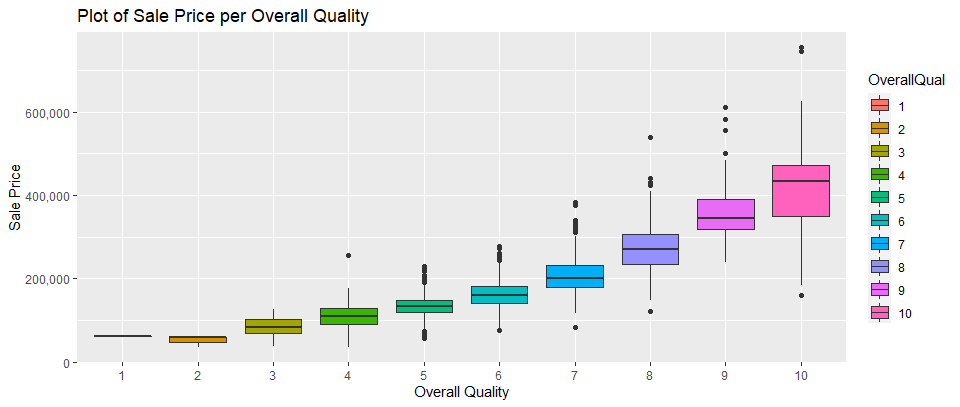 Plot of Sale Price per Overall Quality
Sale Price
600,000
400,000
200,000
0
1 2 3 4 5 6 7 8 9 10
Overall Quality
OverallQual
1
2
3
4
5
6
7
8
9
10